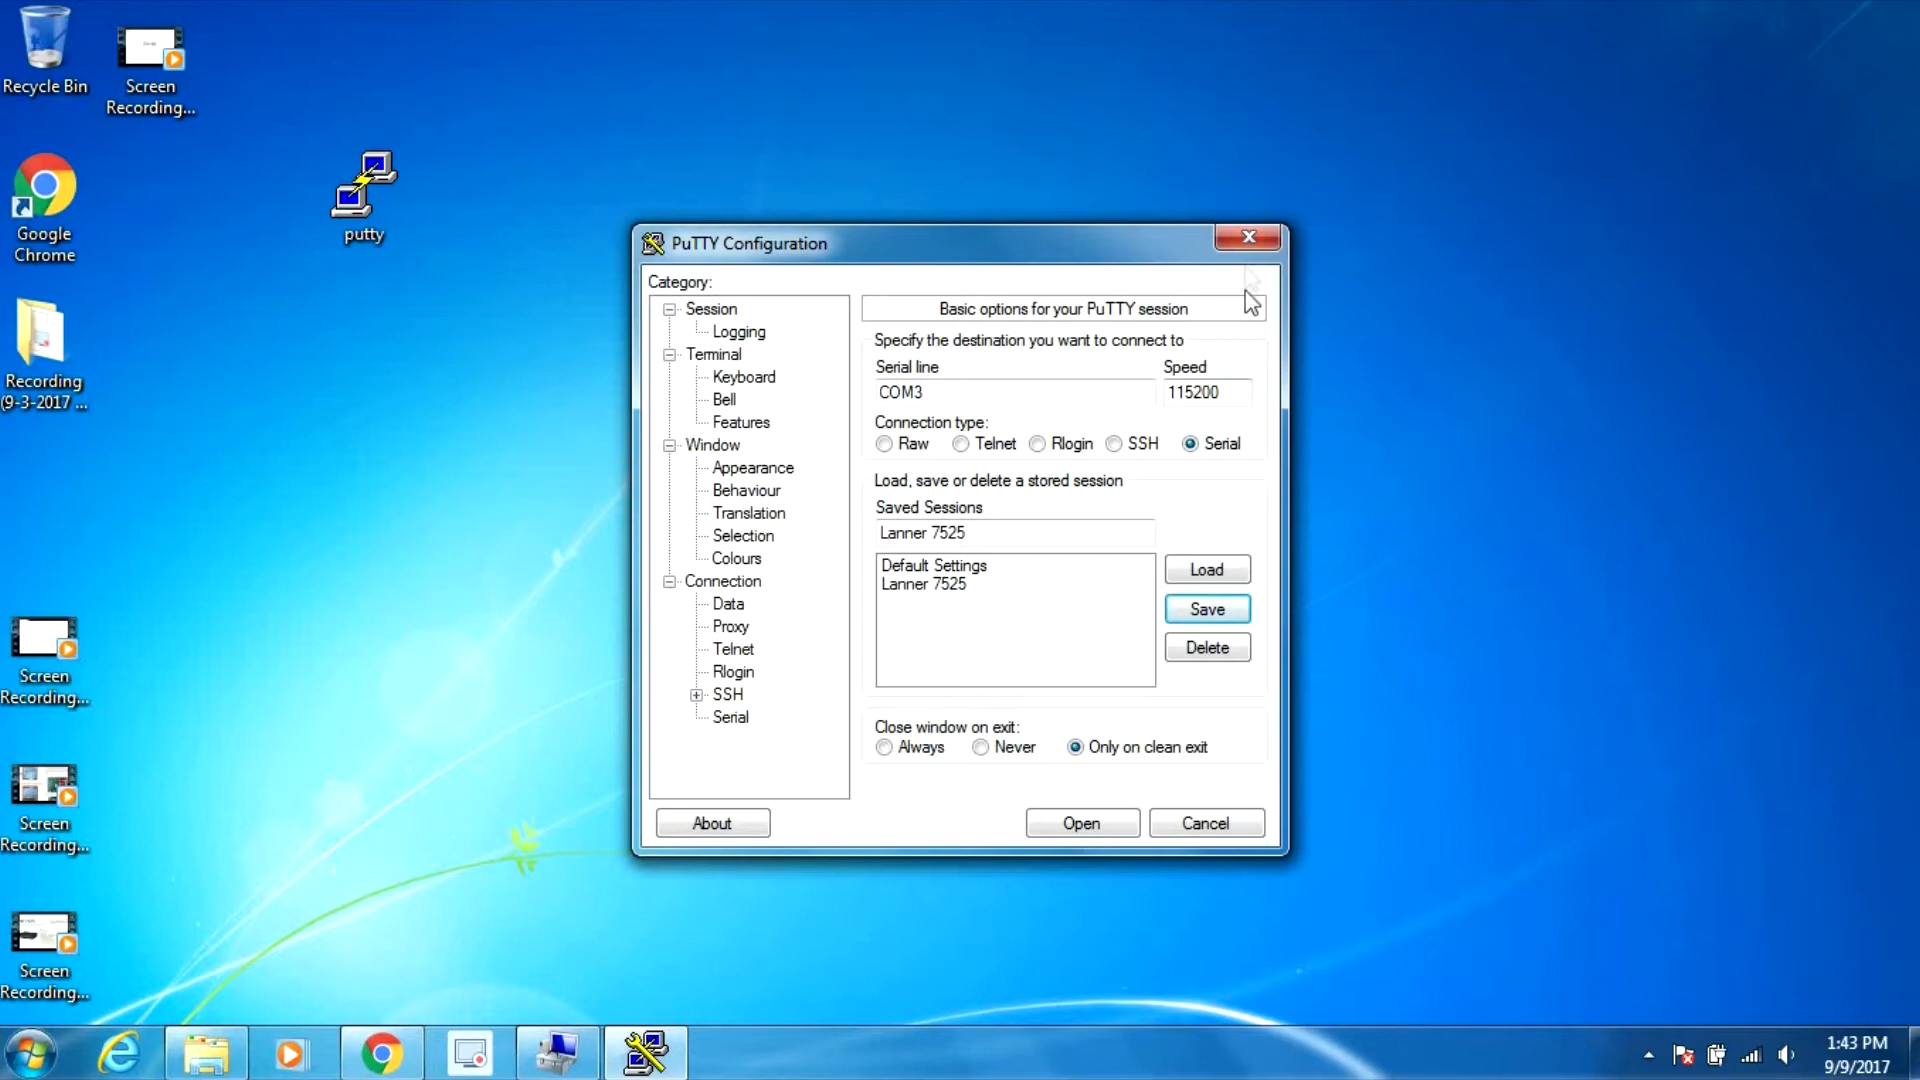 Recycle Bin
Screen
Recording...
Google
Chrome
putty
Recording
(9-3-2017 ...
Screen
Recording...
Screen
Recording...
Screen
Recording...
PuTTY Configuration
Category:
Session
Logging
Terminal
Keyboard
Bell
Features
Window
Appearance
Behaviour
Translation
Selection
Colours
Connection
Data
Proxy
Telnet
Rlogin
SSH
Serial
Basic options for your PuTTY session
Specify the destination you want to connect to
Serial line Speed
COM3 115200
Connection type:
Raw Telnet Rlogin SSH Serial
Load, save or delete a stored session
Saved Sessions
Lanner 7525
Default Settings
Lanner 7525
Load
Save
Delete
Close window on exit:
Always Never Only on clean exit
About Open Cancel
1:43 PM
9/9/2017